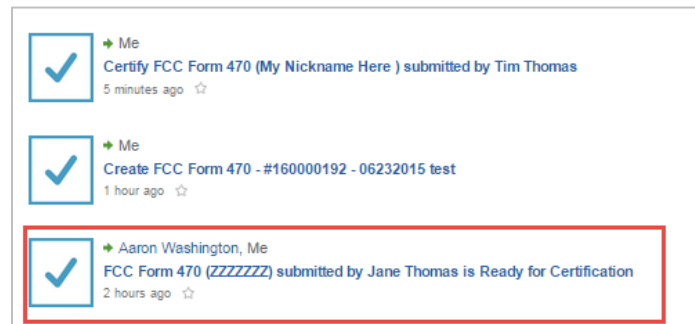 Me
Certify FCC Form 470 (My Nickname Here ) submitted by Tim Thomas
5 minutes ago
Me
Create FCC Form 470 - #160000192 - 06232015 test
1 hour ago
Aaron Washington, Me
FCC Form 470 (ZZZZZZZ) submitted by Jane Thomas is Ready for Certification
2 hours ago